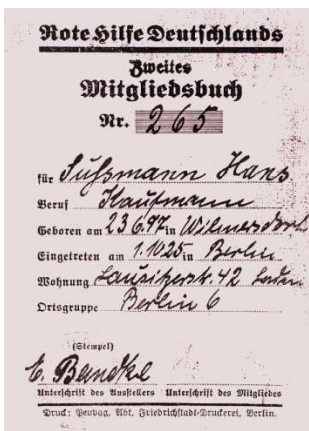 Rote Hilfe Deutschlands
Zweites
Mitgliedsbuch
Nr. 265
für Sußmann Hans
Beruf Kaufmann
Geboren am 23.6.97 in Wilmersdorf
Eingetreten am 1.10.25 in Berlin
Wohnung Lausitzerstr. 42 Laden
Ortsgruppe Berlin 6
(Stempel)
Unterschrift des Ausstellers Unterschrift des Mitgliedes
Druck: Peuvag, Abt. Friedrichstadt-Druckerei, Berlin.